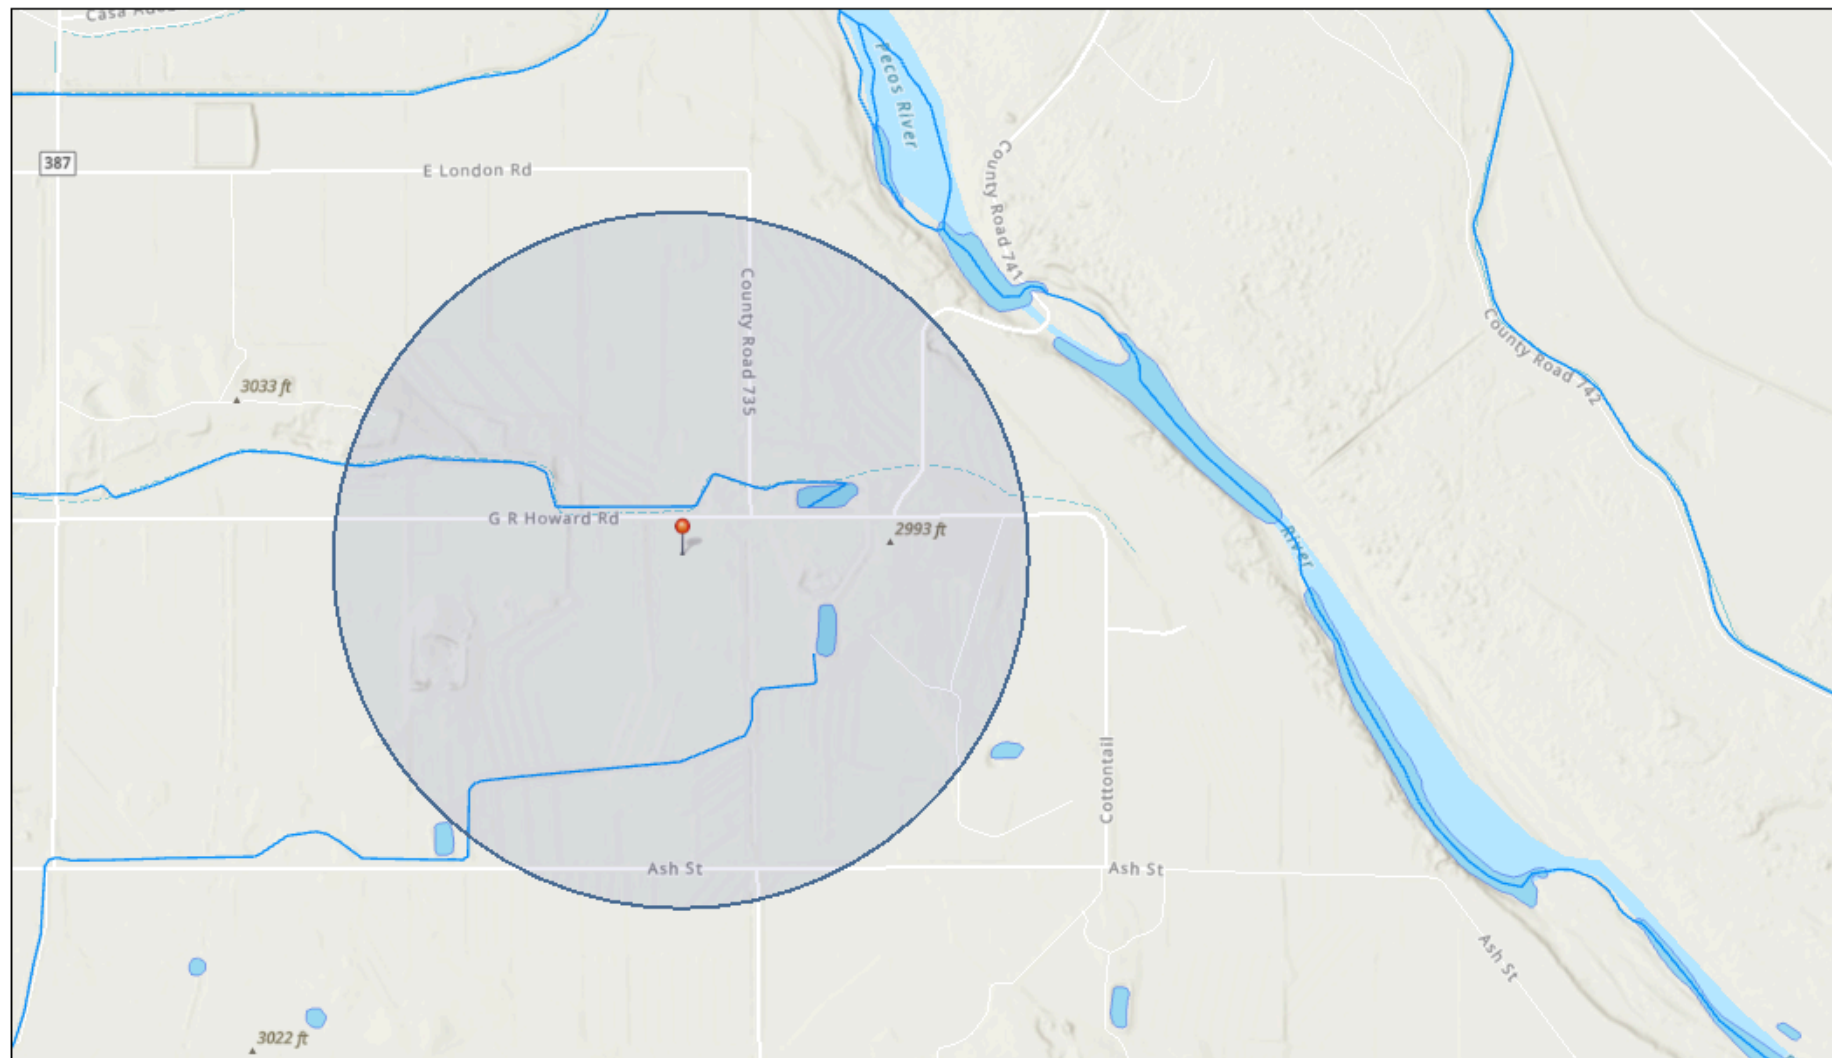 Pecos River
387
E London Rd
County Road 741
County Road 735
County Road 742
3033 ft
G R Howard Rd
2993 ft
River
Cottontail
Ash St
Ash St
Ash St
3022 ft